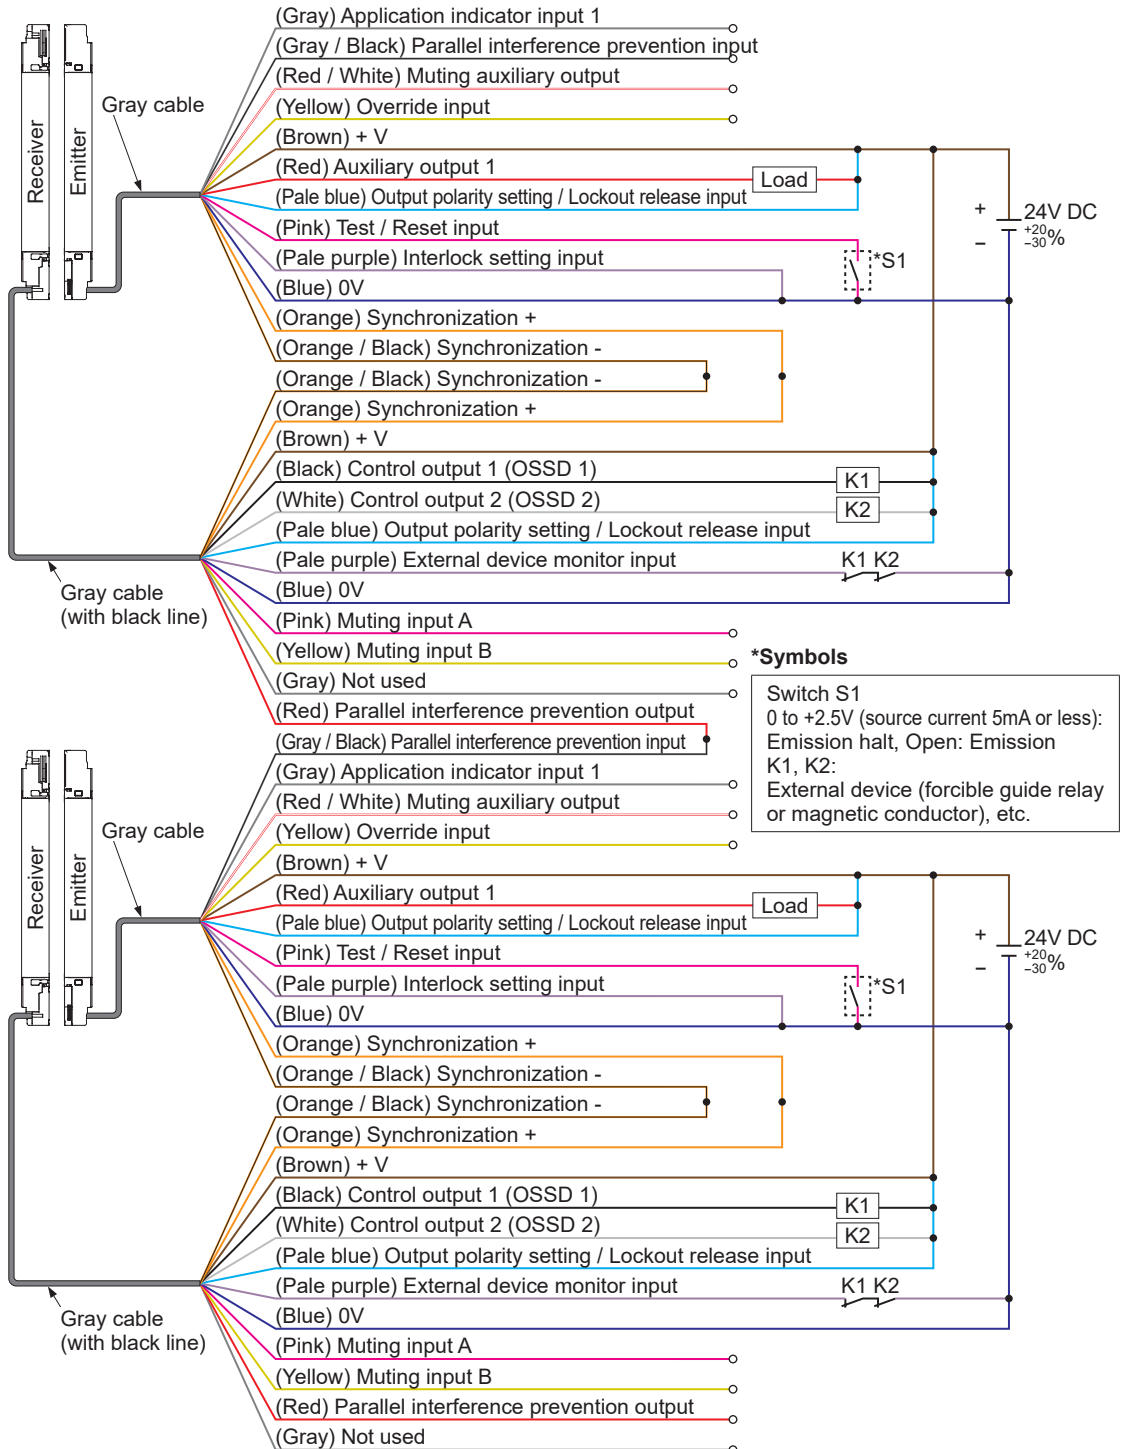 (Gray) Application indicator input 1
(Gray / Black) Parallel interference prevention input
(Red / White) Muting auxiliary output
(Yellow) Override input
(Brown) + V
(Red) Auxiliary output 1
Load
(Pale blue) Output polarity setting / Lockout release input
(Pink) Test / Reset input
(Pale purple) Interlock setting input
(Blue) 0V
(Orange) Synchronization +
(Orange / Black) Synchronization -
(Orange / Black) Synchronization -
(Orange) Synchronization +
(Brown) + V
(Black) Control output 1 (OSSD 1)
K1
(White) Control output 2 (OSSD 2)
K2
(Pale blue) Output polarity setting / Lockout release input
(Pale purple) External device monitor input
K1 K2
(Blue) 0V
(Pink) Muting input A
(Yellow) Muting input B
(Gray) Not used
(Red) Parallel interference prevention output
Receiver
Emitter
Gray cable
Gray cable
(with black line)
*S1
+
24V DC
+20
–30 %
–
*Symbols
Switch S1
0 to +2.5V (source current 5mA or less):
Emission halt, Open: Emission
K1, K2:
External device (forcible guide relay
or magnetic conductor), etc.
(Gray / Black) Parallel interference prevention input
(Gray) Application indicator input 1
(Red / White) Muting auxiliary output
(Yellow) Override input
(Brown) + V
(Red) Auxiliary output 1
Load
(Pale blue) Output polarity setting / Lockout release input
(Pink) Test / Reset input
(Pale purple) Interlock setting input
(Blue) 0V
(Orange) Synchronization +
(Orange / Black) Synchronization -
(Orange / Black) Synchronization -
(Orange) Synchronization +
(Brown) + V
(Black) Control output 1 (OSSD 1)
K1
(White) Control output 2 (OSSD 2)
K2
(Pale blue) Output polarity setting / Lockout release input
(Pale purple) External device monitor input
K1 K2
(Blue) 0V
(Pink) Muting input A
(Yellow) Muting input B
(Red) Parallel interference prevention output
(Gray) Not used
Receiver
Emitter
Gray cable
Gray cable
(with black line)
*S1
+
24V DC
+20
–30 %
–